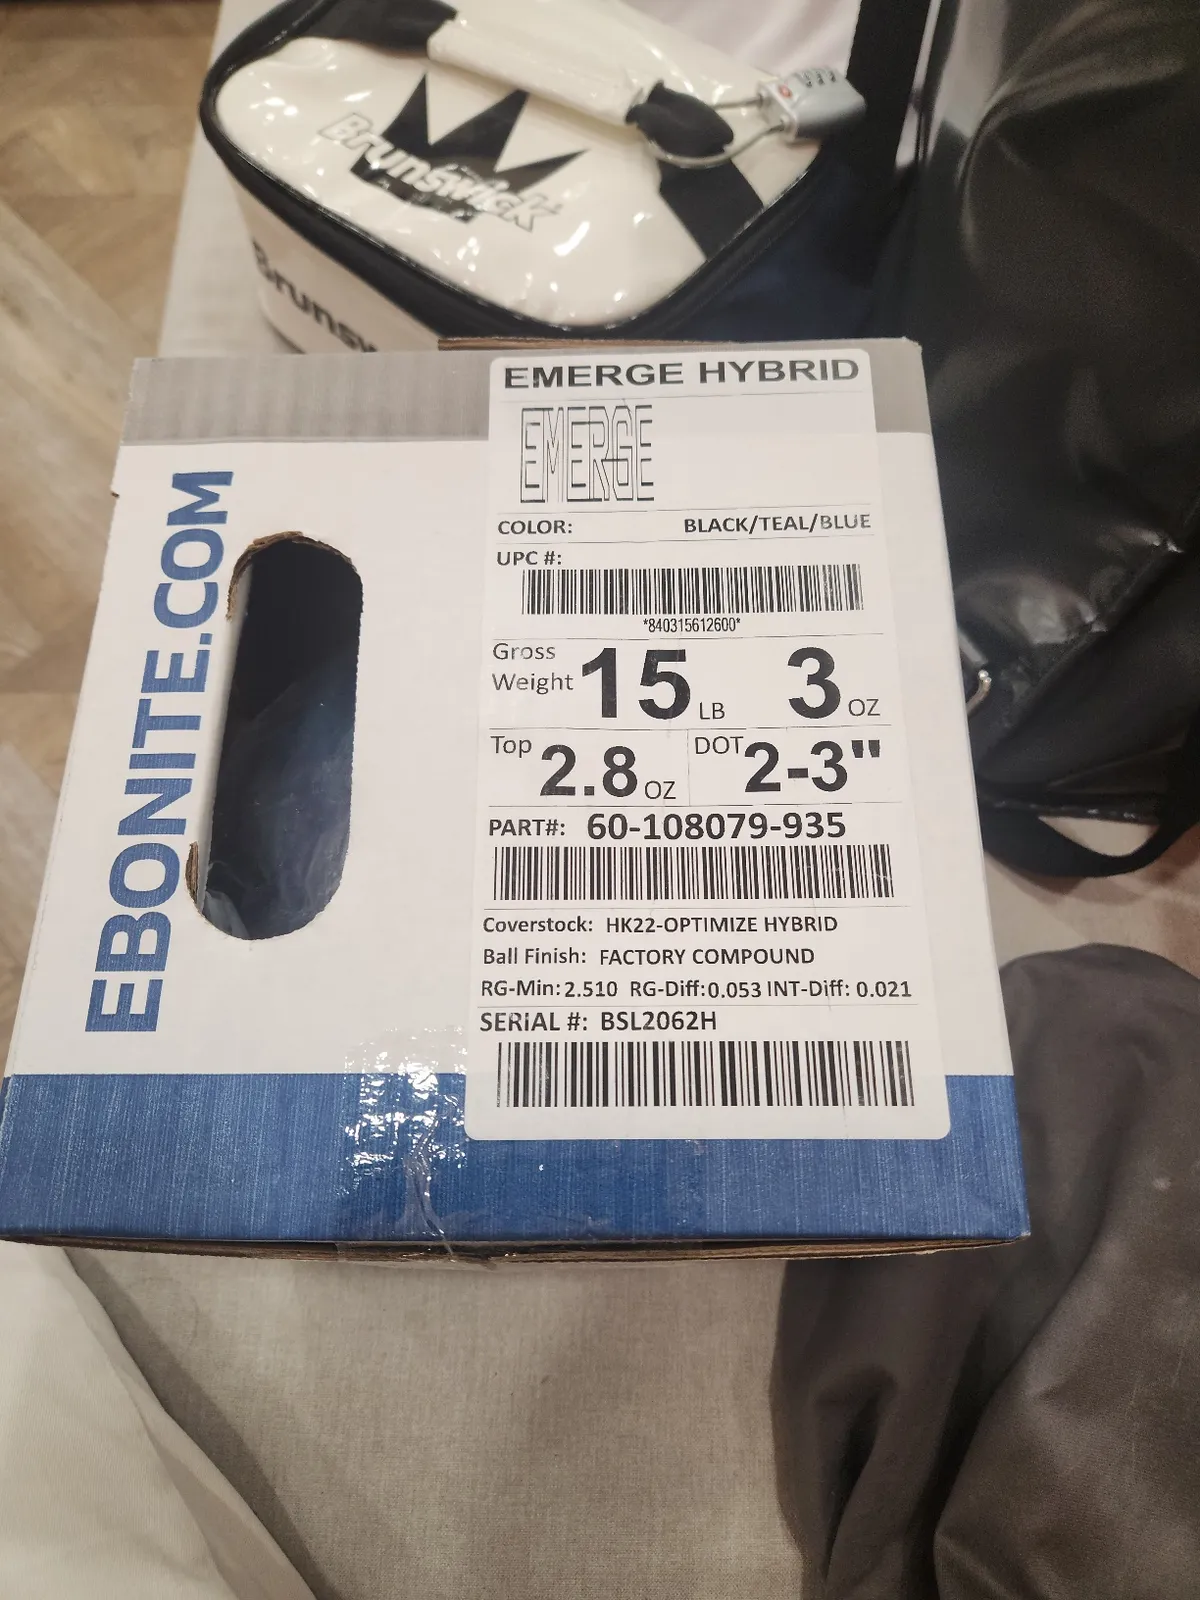 Brunswick
Brunsw
EMERGE HYBRID
EMERGE
COLOR: BLACK/TEAL/BLUE
UPC #:
*840315612600*
Gross
Weight 15 LB 3 OZ
Top 2.8 OZ DOT 2-3"
PART#: 60-108079-935
Coverstock: HK22-OPTIMIZE HYBRID
Ball Finish: FACTORY COMPOUND
RG-Min: 2.510 RG-Diff: 0.053 INT-Diff: 0.021
SERIAL #: BSL2062H
EBONITE.COM